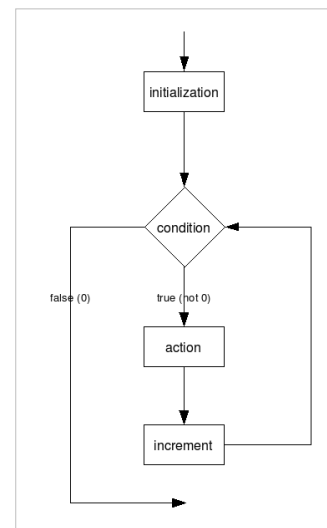 initialization
condition
false (0)
true (not 0)
action
increment